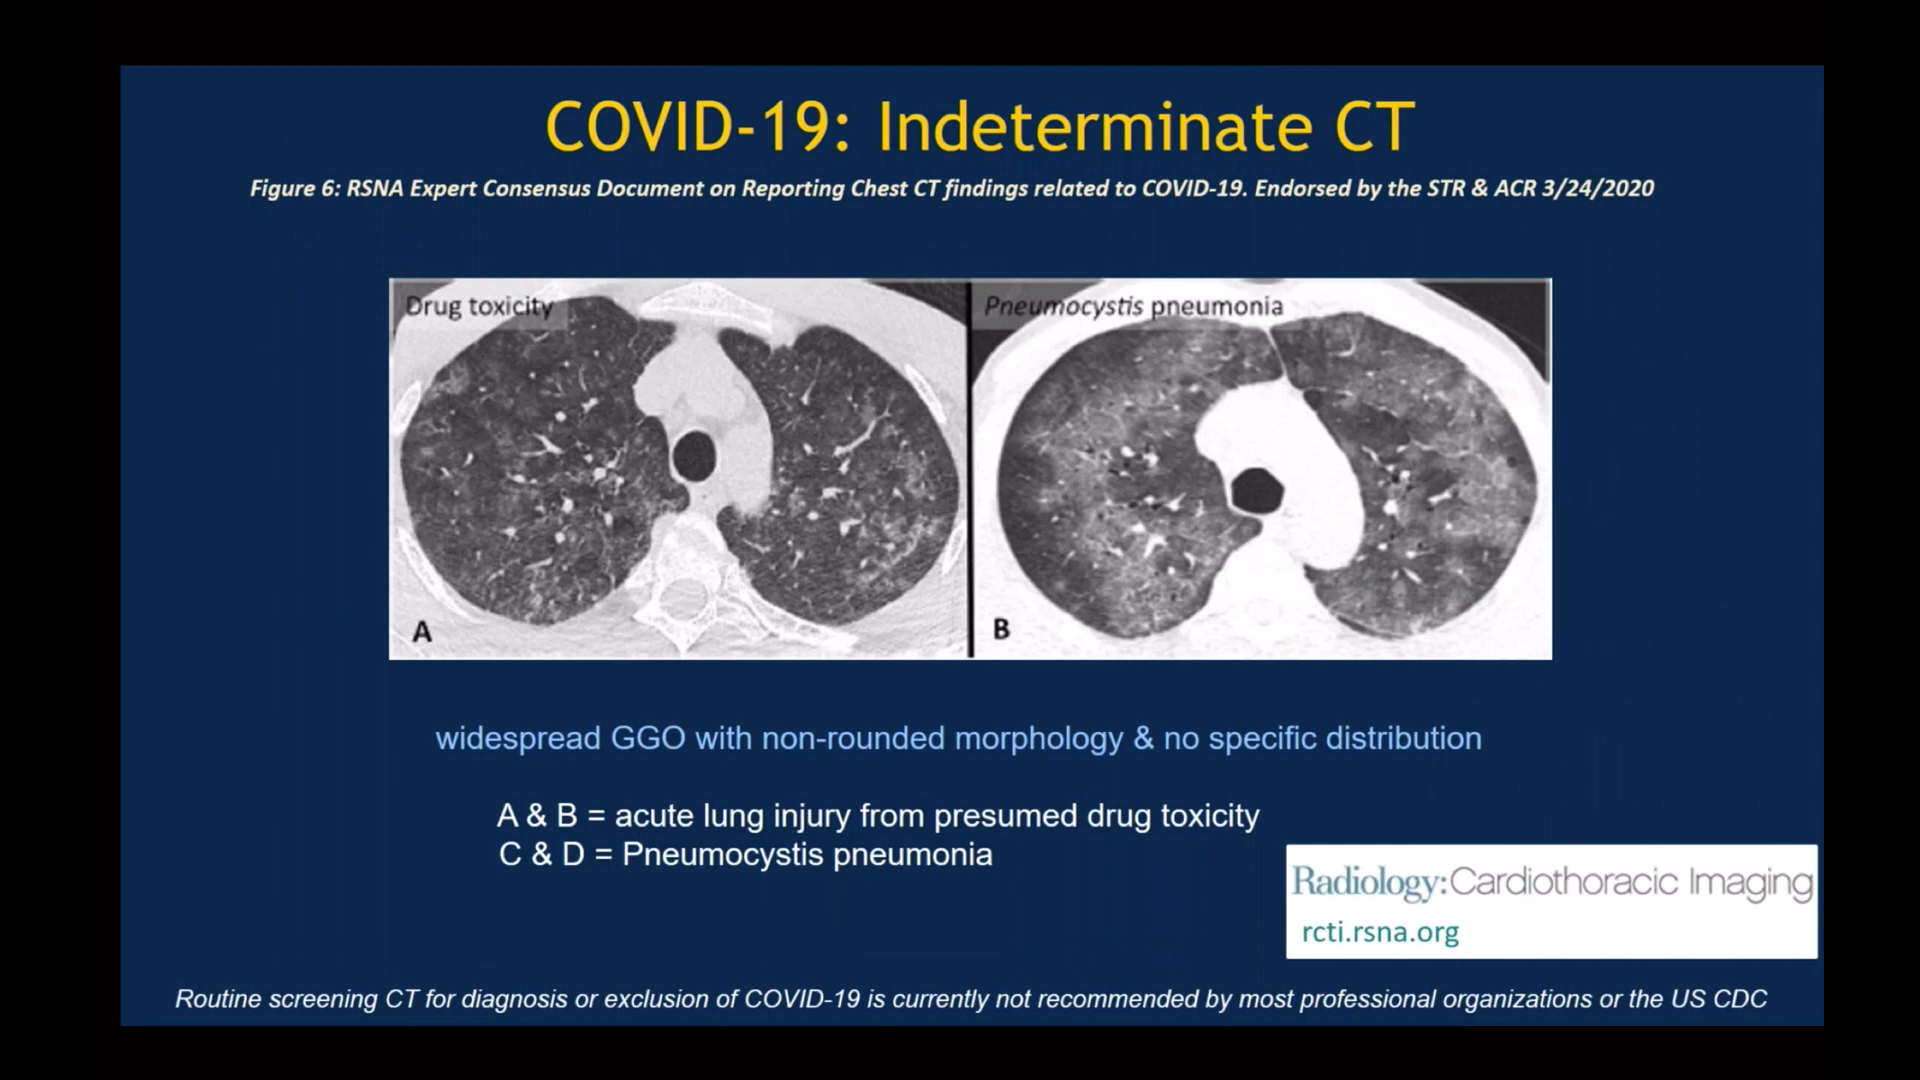 COVID-19: Indeterminate CT
Figure 6: RSNA Expert Consensus Document on Reporting Chest CT findings related to COVID-19. Endorsed by the STR & ACR 3/24/2020
Drug toxicity
Pneumocystis pneumonia
A
B
widespread GGO with non-rounded morphology & no specific distribution
A & B = acute lung injury from presumed drug toxicity
C & D = Pneumocystis pneumonia
Radiology: Cardiothoracic Imaging
rcti.rsna.org
Routine screening CT for diagnosis or exclusion of COVID-19 is currently not recommended by most professional organizations or the US CDC